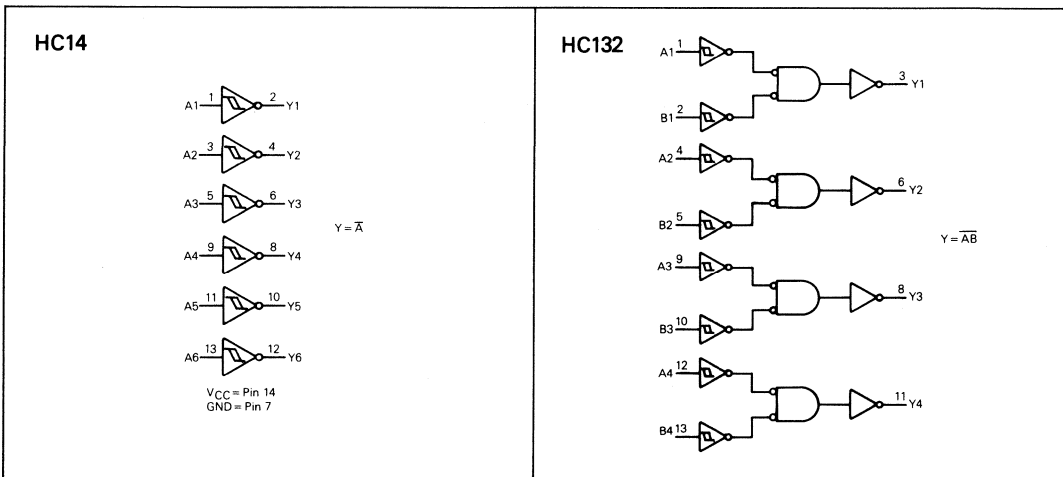 HC14
A1 1 2 Y1
A2 3 4 Y2
A3 5 6 Y3
A4 9 8 Y4
A5 11 10 Y5
A6 13 12 Y6
Y = A̅
VCC = Pin 14
GND = Pin 7
HC132
A1 1
3 Y1
B1 2
A2 4
6 Y2
B2 5
Y = A̅B̅
A3 9
8 Y3
B3 10
A4 12
11 Y4
B4 13